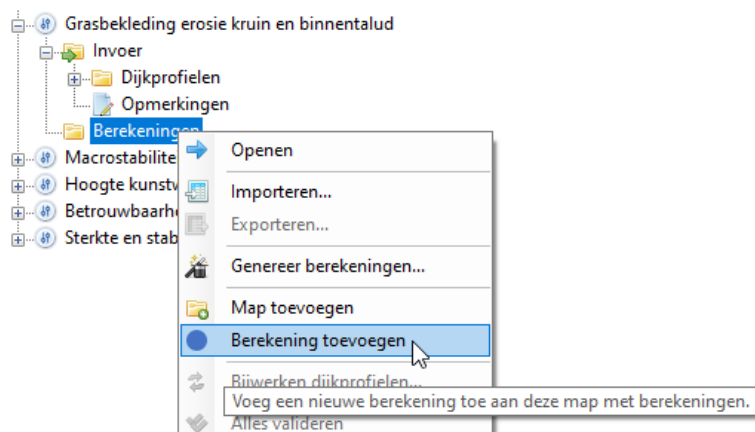 Grasbekleding erosie kruin en binnentalud
Invoer
Dijkprofielen
Opmerkingen
Berekeningen
Macrostabilite
Hoogte kunstw
Betrouwbaarhe
Sterkte en stab
Openen
Importeren...
Exporteren...
Genereer berekeningen...
Map toevoegen
Berekening toevoegen
Bijwerken dijkprofielen...
Voeg een nieuwe berekening toe aan deze map met berekeningen.
Alles valideren